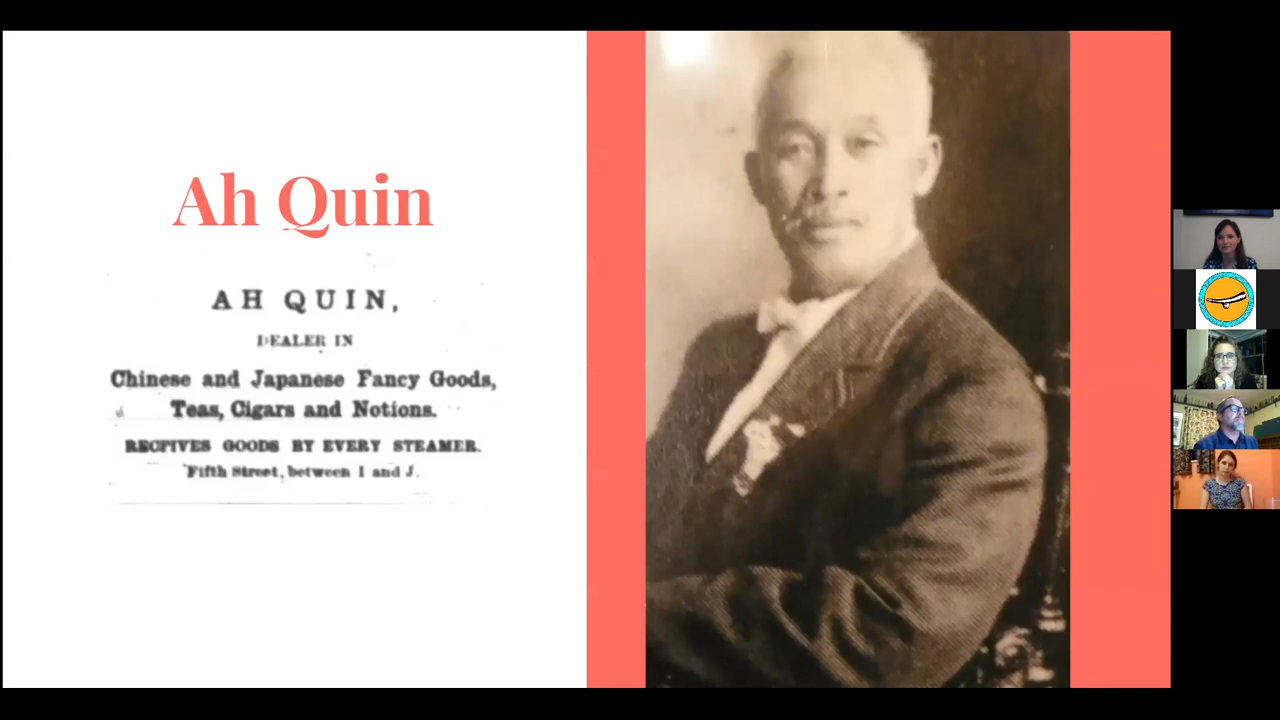 Ah Quin
AH QUIN,
DEALER IN
Chinese and Japanese Fancy Goods,
Teas, Cigars and Notions.
RECEIVES GOODS BY EVERY STEAMER.
Fifth Street, between I and J.